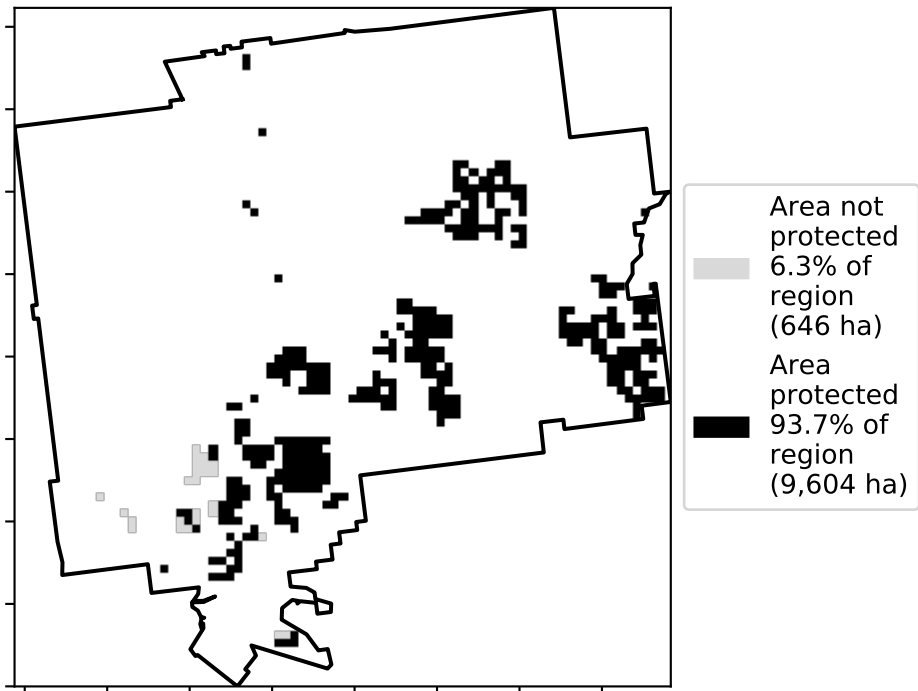 Area not
protected
6.3% of
region
(646 ha)
Area
protected
93.7% of
region
(9,604 ha)